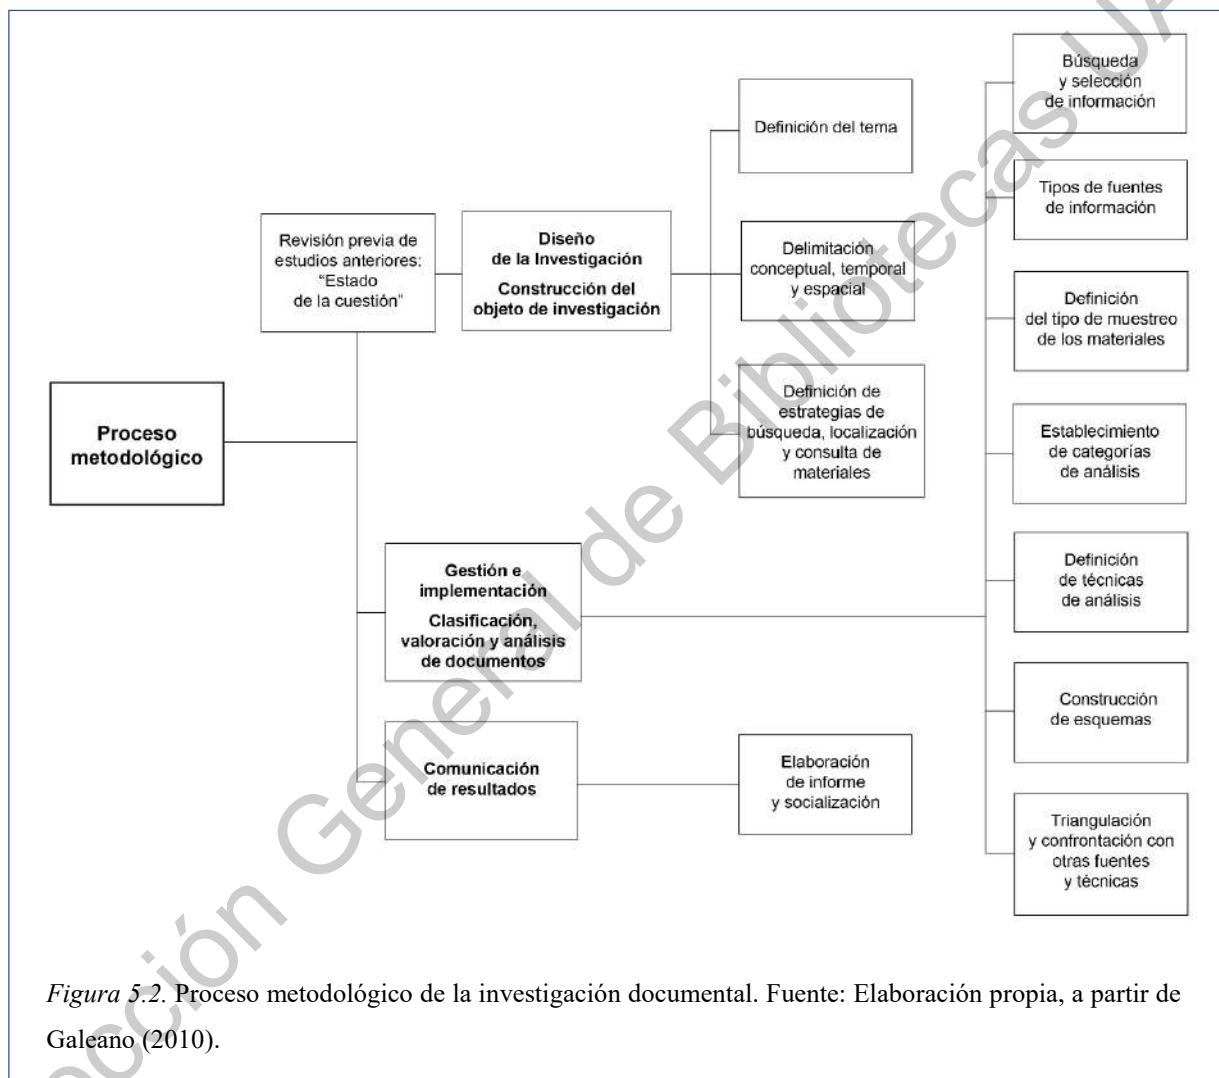 Proceso
metodológico
Revisión previa de
estudios anteriores:
"Estado
de la cuestión"
Diseño
de la Investigación
Construcción del
objeto de investigación
Definición del tema
Delimitación
conceptual, temporal
y espacial
Definición de
estrategias de
búsqueda, localización
y consulta de
materiales
Gestión e
implementación
Clasificación,
valoración y análisis
de documentos
Búsqueda
y selección
de información
Tipos de fuentes
de información
Definición
del tipo de muestreo
de los materiales
Establecimiento
de categorías
de análisis
Definición
de técnicas
de análisis
Construcción
de esquemas
Triangulación
y confrontación con
otras fuentes
y técnicas
Comunicación
de resultados
Elaboración
de informe
y socialización
Figura 5.2. Proceso metodológico de la investigación documental. Fuente: Elaboración propia, a partir de
Galeano (2010).
ección General de Bibliotecas UA